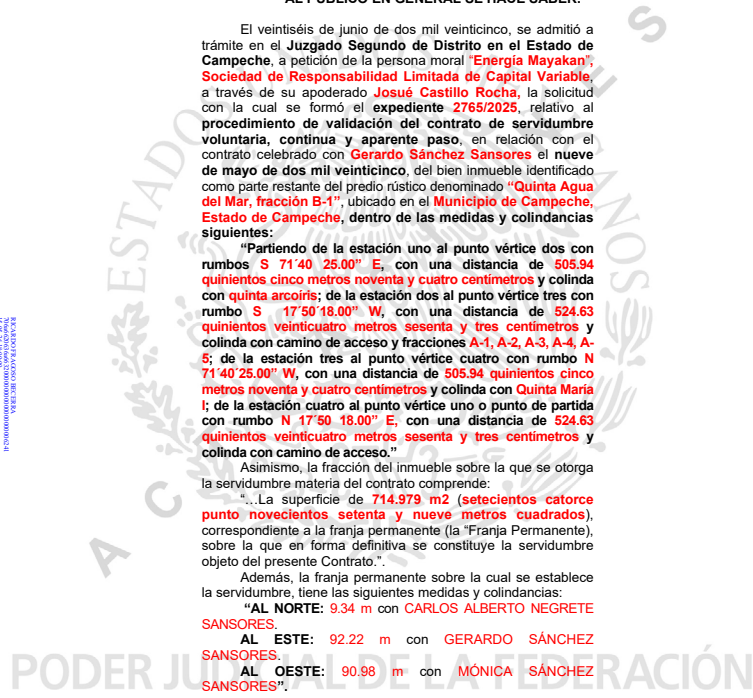 AL PÚBLICO EN GENERAL SE HACE SABER:
El veintiséis de junio de dos mil veinticinco, se admitió a
trámite en el Juzgado Segundo de Distrito en el Estado de
Campeche, a petición de la persona moral "Energía Mayakan",
Sociedad de Responsabilidad Limitada de Capital Variable,
a través de su apoderado Josué Castillo Rocha, la solicitud
con la cual se formó el expediente 2765/2025, relativo al
procedimiento de validación del contrato de servidumbre
voluntaria, continua y aparente paso, en relación con el
contrato celebrado con Gerardo Sánchez Sansores el nueve
de mayo de dos mil veinticinco, del bien inmueble identificado
como parte restante del predio rústico denominado "Quinta Agua
del Mar, fracción B-1", ubicado en el Municipio de Campeche,
Estado de Campeche, dentro de las medidas y colindancias
siguientes:
"Partiendo de la estación uno al punto vértice dos con
rumbos S 71´40 25.00" E, con una distancia de 505.94
quinientos cinco metros noventa y cuatro centímetros y colinda
con quinta arcoíris; de la estación dos al punto vértice tres con
rumbo S 17´50´18.00" W, con una distancia de 524.63
quinientos veinticuatro metros sesenta y tres centímetros y
colinda con camino de acceso y fracciones A-1, A-2, A-3, A-4, A-
5; de la estación tres al punto vértice cuatro con rumbo N
71´40´25.00" W, con una distancia de 505.94 quinientos cinco
metros noventa y cuatro centímetros y colinda con Quinta María
I; de la estación cuatro al punto vértice uno o punto de partida
con rumbo N 17´50 18.00" E, con una distancia de 524.63
quinientos veinticuatro metros sesenta y tres centímetros y
colinda con camino de acceso."
Asimismo, la fracción del inmueble sobre la que se otorga
la servidumbre materia del contrato comprende:
"…La superficie de 714.979 m2 (setecientos catorce
punto novecientos setenta y nueve metros cuadrados),
correspondiente a la franja permanente (la "Franja Permanente),
sobre la que en forma definitiva se constituye la servidumbre
objeto del presente Contrato.".
Además, la franja permanente sobre la cual se establece
la servidumbre, tiene las siguientes medidas y colindancias:
"AL NORTE: 9.34 m con CARLOS ALBERTO NEGRETE
SANSORES.
AL ESTE: 92.22 m con GERARDO SÁNCHEZ
SANSORES.
AL OESTE: 90.98 m con MÓNICA SÁNCHEZ
SANSORES".
PODER JUDICIAL DE LA FEDERACIÓN
RICARDO FRAGOSO BECERRA